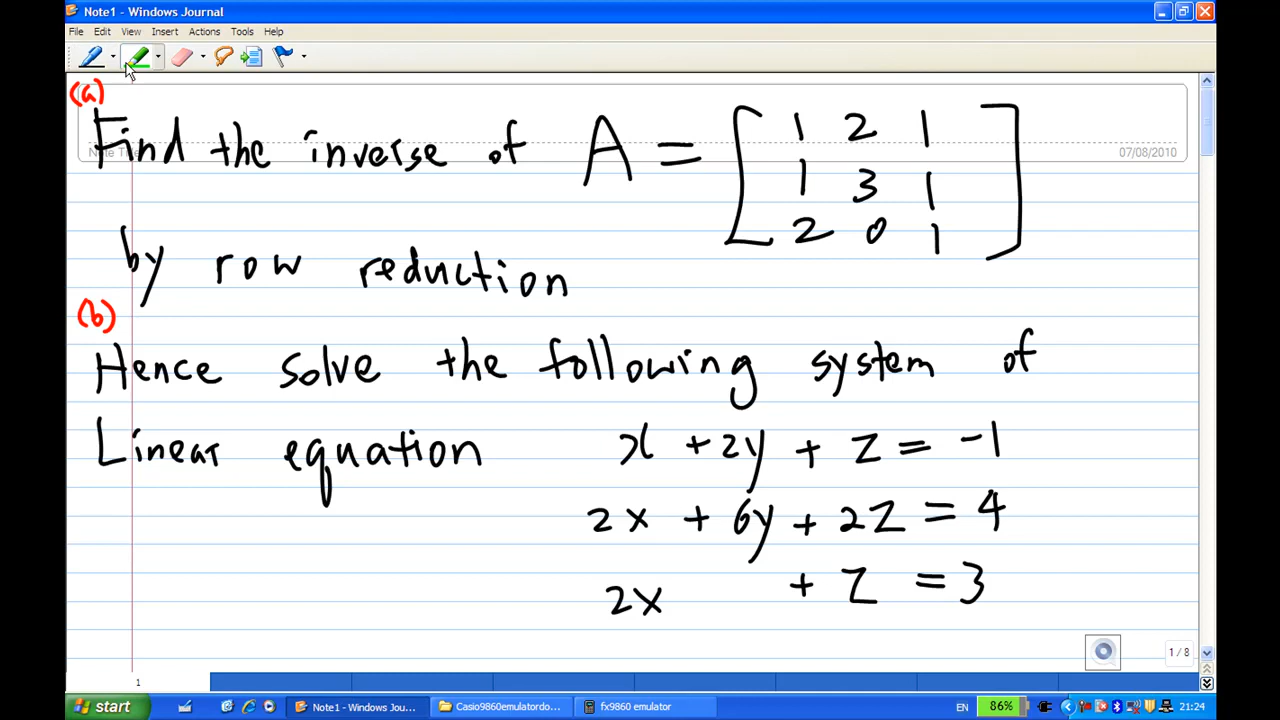 Note1 - Windows Journal
File Edit View Insert Actions Tools Help
(a)
Find the inverse of A = [ 1 2 1
1 3 1
2 0 1 ]
Note Title
07/08/2010
by row reduction
(b)
Hence solve the following system of
Linear equation x + 2y + z = -1
2x + 6y + 2z = 4
2x + z = 3
1 / 8
1
start Note1 - Windows Jou... Casio9860emulatordo... fx9860 emulator EN 86% 21:24